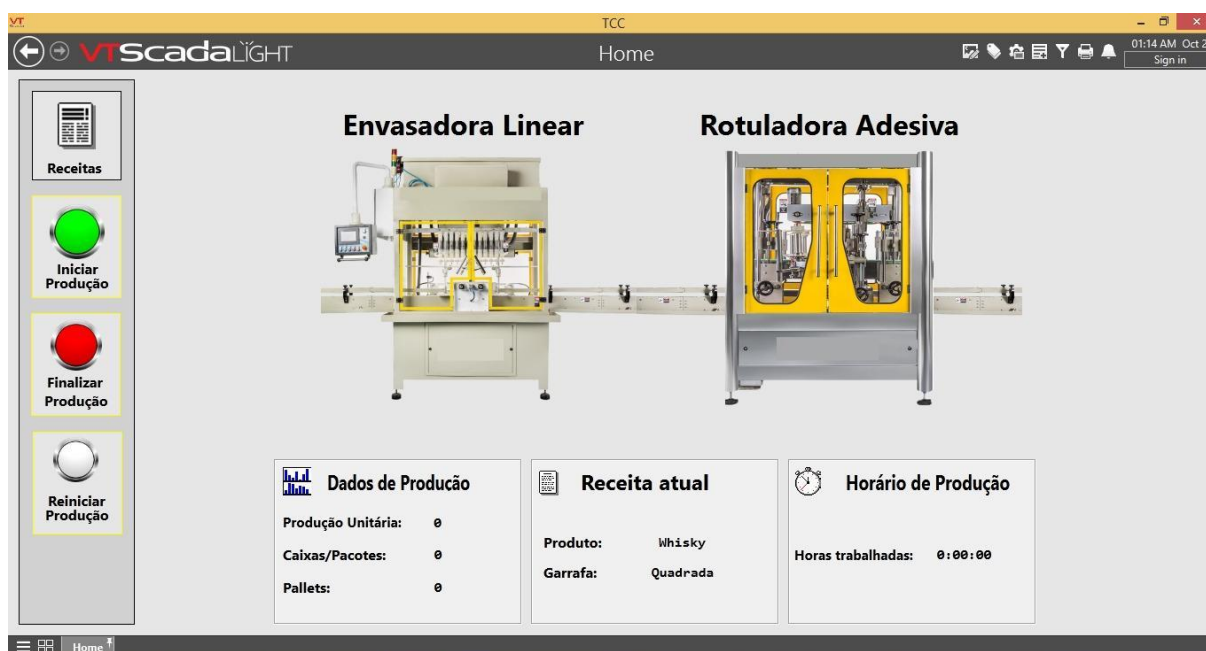 VT
TCC
VTScadaLIGHT
Home
01:14 AM Oct 2
Sign in
Receitas
Iniciar
Produção
Finalizar
Produção
Reiniciar
Produção
Envasadora Linear
Rotuladora Adesiva
Dados de Produção
Produção Unitária: 0
Caixas/Pacotes: 0
Pallets: 0
Receita atual
Produto: Whisky
Garrafa: Quadrada
Horário de Produção
Horas trabalhadas: 0:00:00
Home